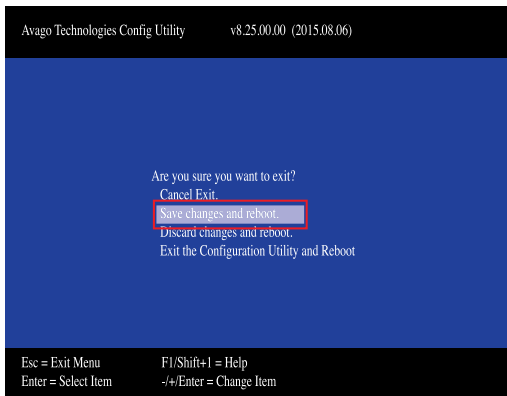 Avago Technologies Config Utility v8.25.00.00 (2015.08.06)
Are you sure you want to exit?
Cancel Exit.
Save changes and reboot.
Discard changes and reboot.
Exit the Configuration Utility and Reboot
Esc = Exit Menu F1/Shift+1 = Help
Enter = Select Item -/+/Enter = Change Item